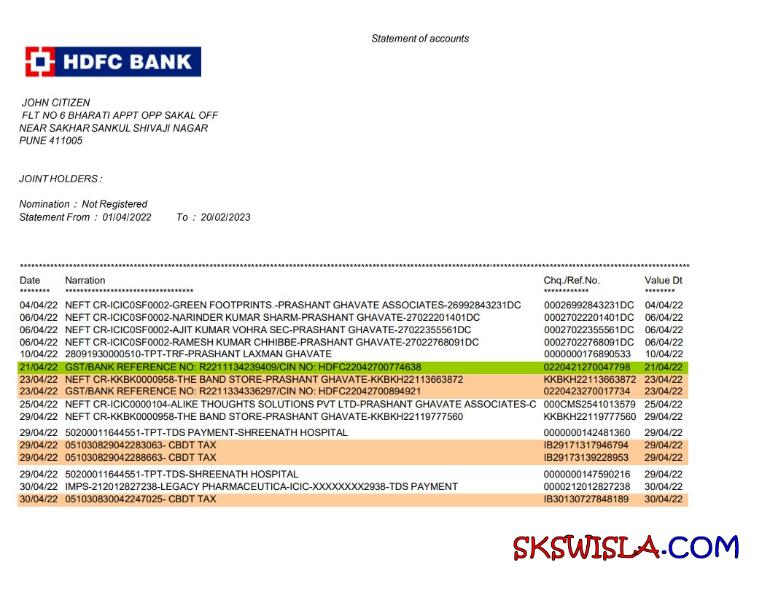 Statement of accounts
HDFC BANK
JOHN CITIZEN
FLT NO 6 BHARATI APPT OPP SAKAL OFF
NEAR SAKHAR SANKUL SHIVAJI NAGAR
PUNE 411005
JOINT HOLDERS :
Nomination : Not Registered
Statement From : 01/04/2022 To : 20/02/2023
Date Narration Chq./Ref.No. Value Dt
******** ********************************* ************ ********
04/04/22 NEFT CR-ICIC0SF0002-GREEN FOOTPRINTS.-PRASHANT GHAVATE ASSOCIATES-26992843231DC 00026992843231DC 04/04/22
06/04/22 NEFT CR-ICIC0SF0002-NARINDER KUMAR SHARM-PRASHANT GHAVATE-27022201401DC 00027022201401DC 06/04/22
06/04/22 NEFT CR-ICIC0SF0002-AJIT KUMAR VOHRA SEC-PRASHANT GHAVATE-27022355561DC 00027022355561DC 06/04/22
06/04/22 NEFT CR-ICIC0SF0002-RAMESH KUMAR CHHIBBE-PRASHANT GHAVATE-27022768091DC 00027022768091DC 06/04/22
10/04/22 28091930000510-TPT-TRF-PRASHANT LAXMAN GHAVATE 0000000176890533 10/04/22
21/04/22 GST/BANK REFERENCE NO: R2211134239409/CIN NO: HDFC22042700774638 0220421270047798 21/04/22
23/04/22 NEFT CR-KKBK0000958-THE BAND STORE-PRASHANT GHAVATE-KKBKH22113663872 KKBKH22113663872 23/04/22
23/04/22 GST/BANK REFERENCE NO: R2211334336297/CIN NO: HDFC22042700894921 0220423270017734 23/04/22
25/04/22 NEFT CR-ICIC0000104-ALIKE THOUGHTS SOLUTIONS PVT LTD-PRASHANT GHAVATE ASSOCIATES-C 000CMS2541013579 25/04/22
29/04/22 NEFT CR-KKBK0000958-THE BAND STORE-PRASHANT GHAVATE-KKBKH22119777560 KKBKH22119777560 29/04/22
29/04/22 50200011644551-TPT-TDS PAYMENT-SHREENATH HOSPITAL 0000000142481360 29/04/22
29/04/22 051030829042283063- CBDT TAX IB29171317946794 29/04/22
29/04/22 051030829042288663- CBDT TAX IB29173139228953 29/04/22
29/04/22 50200011644551-TPT-TDS-SHREENATH HOSPITAL 0000000147590216 29/04/22
30/04/22 IMPS-212012827238-LEGACY PHARMACEUTICA-ICIC-XXXXXXXX2938-TDS PAYMENT 0000212012827238 30/04/22
30/04/22 051030830042247025- CBDT TAX IB30130727848189 30/04/22
SKSWISLA.COM